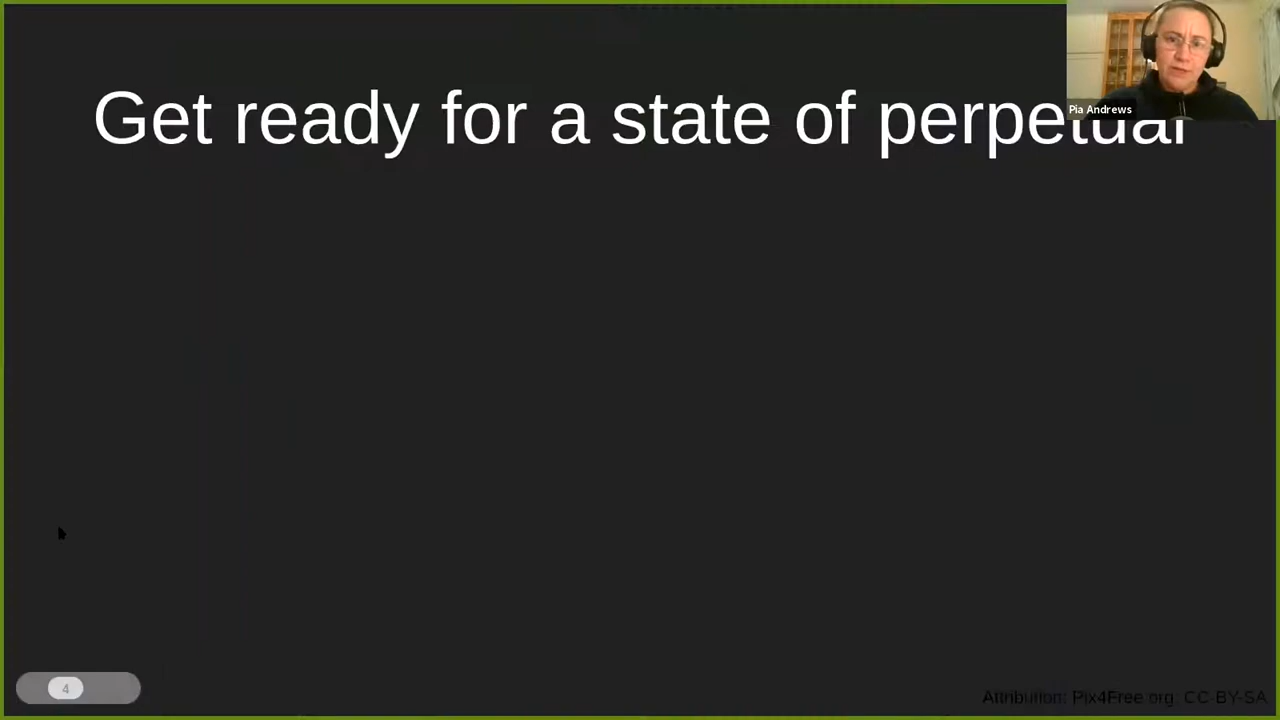 Get ready for a state of perpetual
Pia Andrews
4
Attribution: Pix4Free.org, CC-BY-SA